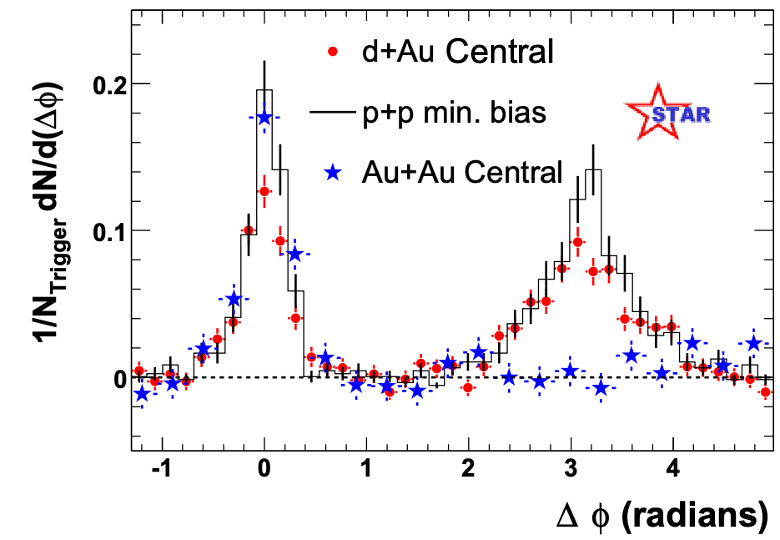 1/N_Trigger dN/d(Δϕ)
0.2
0.1
0
d+Au Central
p+p min. bias
Au+Au Central
STAR
-1 0 1 2 3 4
Δ ϕ (radians)